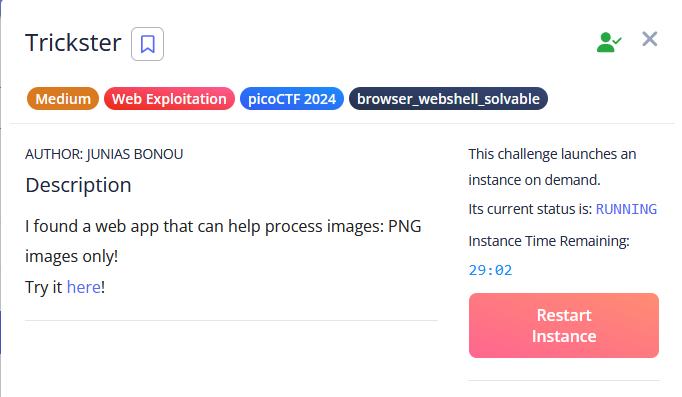 Trickster
Medium
Web Exploitation
picoCTF 2024
browser_webshell_solvable
AUTHOR: JUNIAS BONOU
Description
I found a web app that can help process images: PNG
images only!
Try it here!
This challenge launches an
instance on demand.
Its current status is: RUNNING
Instance Time Remaining:
29:02
Restart
Instance